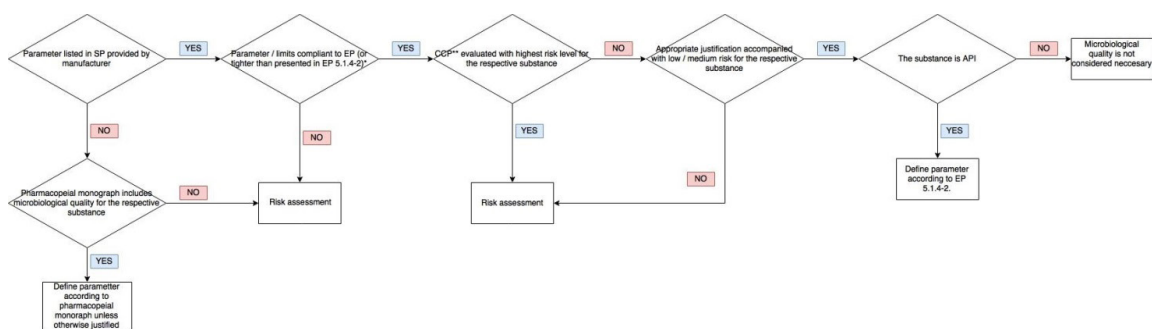 Parameter listed in SP provided by
manufacturer
YES
Parameter / limits compliant to EP (or
tighter than presented in EP 5.1.4-2)*
YES
CCP** evaluated with highest risk level for
the respective substance
NO
Appropriate justification accompanied
with low / medium risk for the respective
substance
YES
The substance is API
NO
Microbiological
quality is not
considered neccesary
NO
NO
YES
YES
Pharmacopeial monograph includes
microbiological quality for the respective
substance
NO
Risk assessment
Risk assessment
NO
Define parameter
according to EP
5.1.4-2.
YES
Define parametter
according to
pharmacopeial
monograph unless
otherwise justified